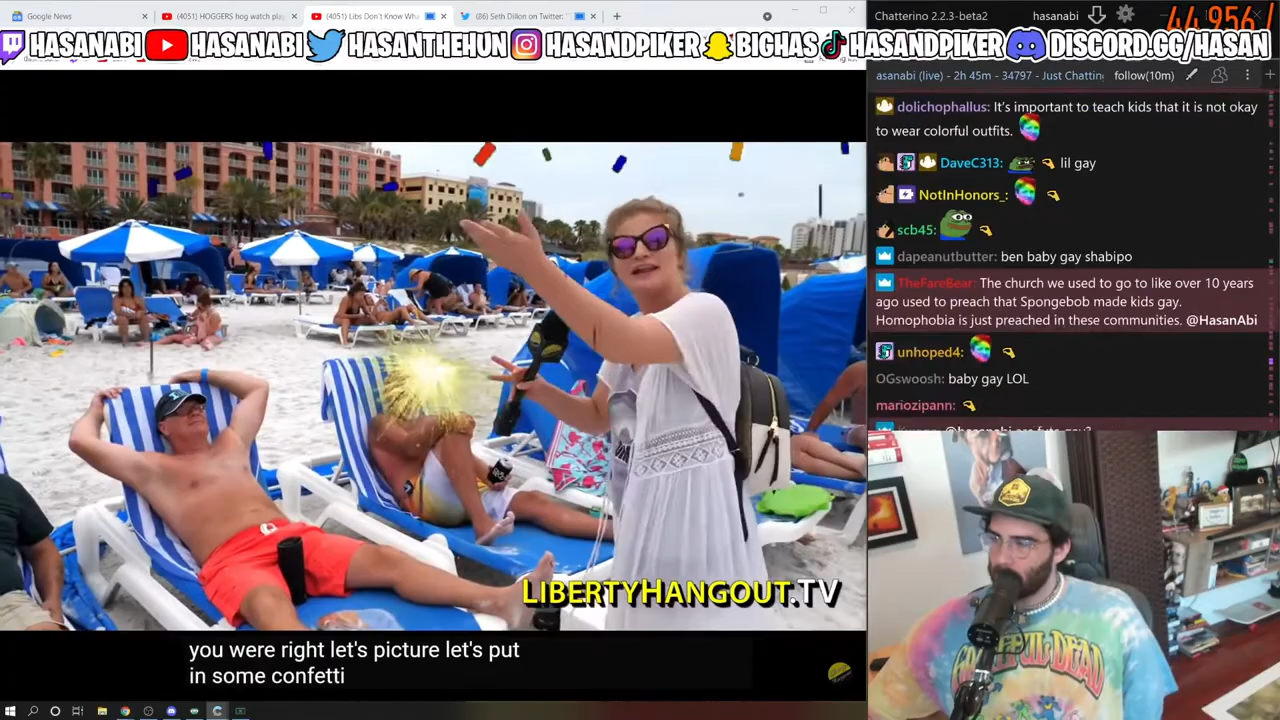 Google News
(4051) HOGGERS hog watch play
(4051) Libs Don't Know Wh
(86) Seth Dillon on Twitter: "
Chatterino 2.2.3-beta2
hasanabi
44,956/
HASANABI
HASANABI
HASANTHEHUN
HASANDPIKER
BIGHAS
HASANDPIKER
DISCORD.GG/HASAN
asanabi (live) - 2h 45m - 34797 - Just Chatting
follow(10m)
dolichophallus: It's important to teach kids that it is not okay
to wear colorful outfits.
DaveC313: lil gay
NotInHonors_:
scb45:
dapeanutbutter: ben baby gay shabipo
TheFareBear: The church we used to go to like over 10 years
ago used to preach that Spongebob made kids gay.
Homophobia is just preached in these communities. @HasanAbi
unhoped4:
OGswoosh: baby gay LOL
mariozipann:
LIBERTYHANGOUT.TV
you were right let's picture let's put
in some confetti
GRATEFUL DEAD